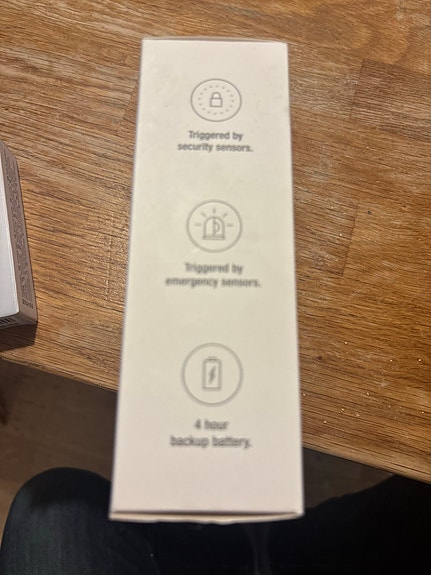 Triggered by
security sensors.
Triggered by
emergency sensors.
4 hour
backup battery.